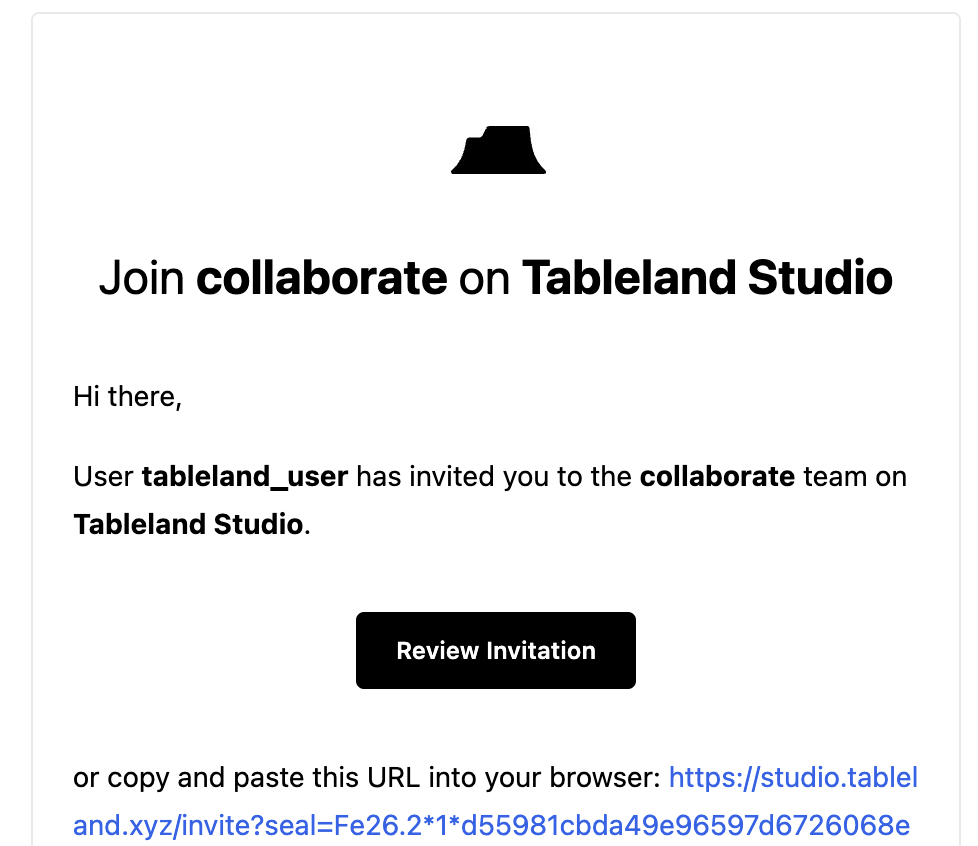 Join collaborate on Tableland Studio
Hi there,
User tableland_user has invited you to the collaborate team on
Tableland Studio.
Review Invitation
or copy and paste this URL into your browser: https://studio.tablel
and.xyz/invite?seal=Fe26.2*1*d55981cbda49e96597d6726068e